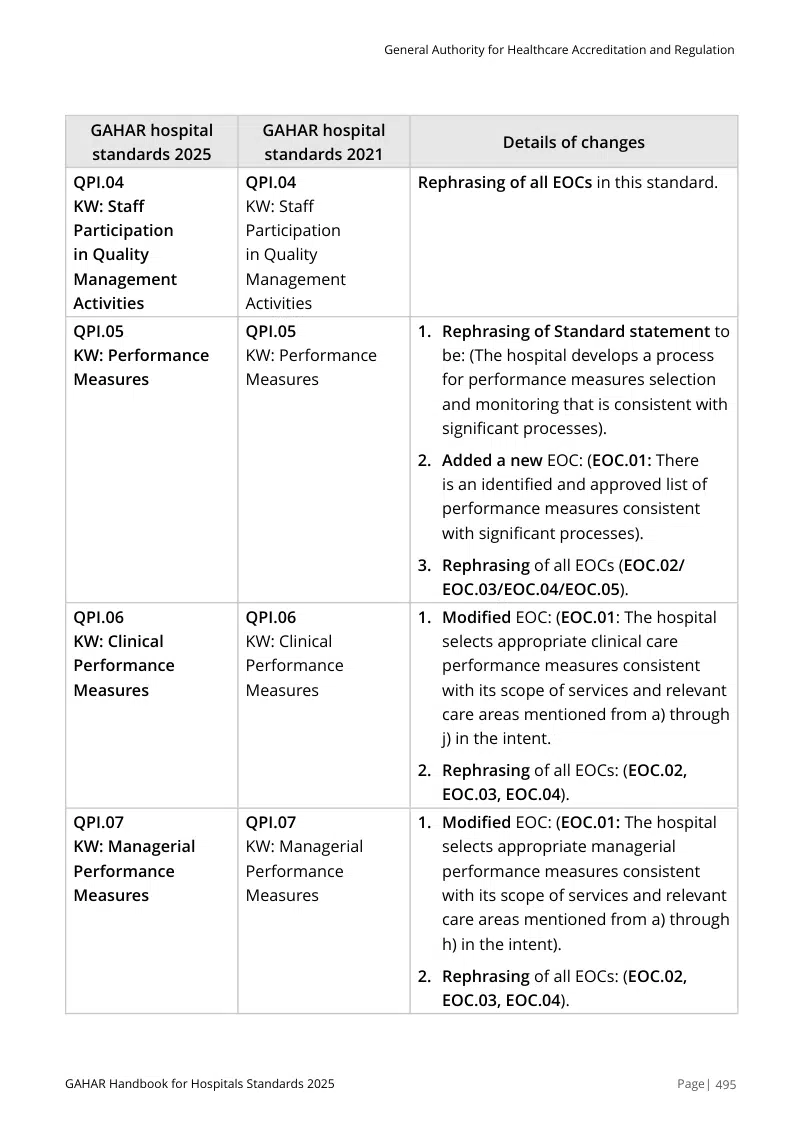 General Authority for Healthcare Accreditation and Regulation
GAHAR hospital
standards 2025
GAHAR hospital
standards 2021
Details of changes
QPI.04
KW: Staff
Participation
in Quality
Management
Activities
QPI.04
KW: Staff
Participation
in Quality
Management
Activities
Rephrasing of all EOCs in this standard.
QPI.05
KW: Performance
Measures
QPI.05
KW: Performance
Measures
1. Rephrasing of Standard statement to
be: (The hospital develops a process
for performance measures selection
and monitoring that is consistent with
significant processes).
2. Added a new EOC: (EOC.01: There
is an identified and approved list of
performance measures consistent
with significant processes).
3. Rephrasing of all EOCs (EOC.02/
EOC.03/EOC.04/EOC.05).
QPI.06
KW: Clinical
Performance
Measures
QPI.06
KW: Clinical
Performance
Measures
1. Modified EOC: (EOC.01: The hospital
selects appropriate clinical care
performance measures consistent
with its scope of services and relevant
care areas mentioned from a) through
j) in the intent.
2. Rephrasing of all EOCs: (EOC.02,
EOC.03, EOC.04).
QPI.07
KW: Managerial
Performance
Measures
QPI.07
KW: Managerial
Performance
Measures
1. Modified EOC: (EOC.01: The hospital
selects appropriate managerial
performance measures consistent
with its scope of services and relevant
care areas mentioned from a) through
h) in the intent).
2. Rephrasing of all EOCs: (EOC.02,
EOC.03, EOC.04).
GAHAR Handbook for Hospitals Standards 2025
Page| 495